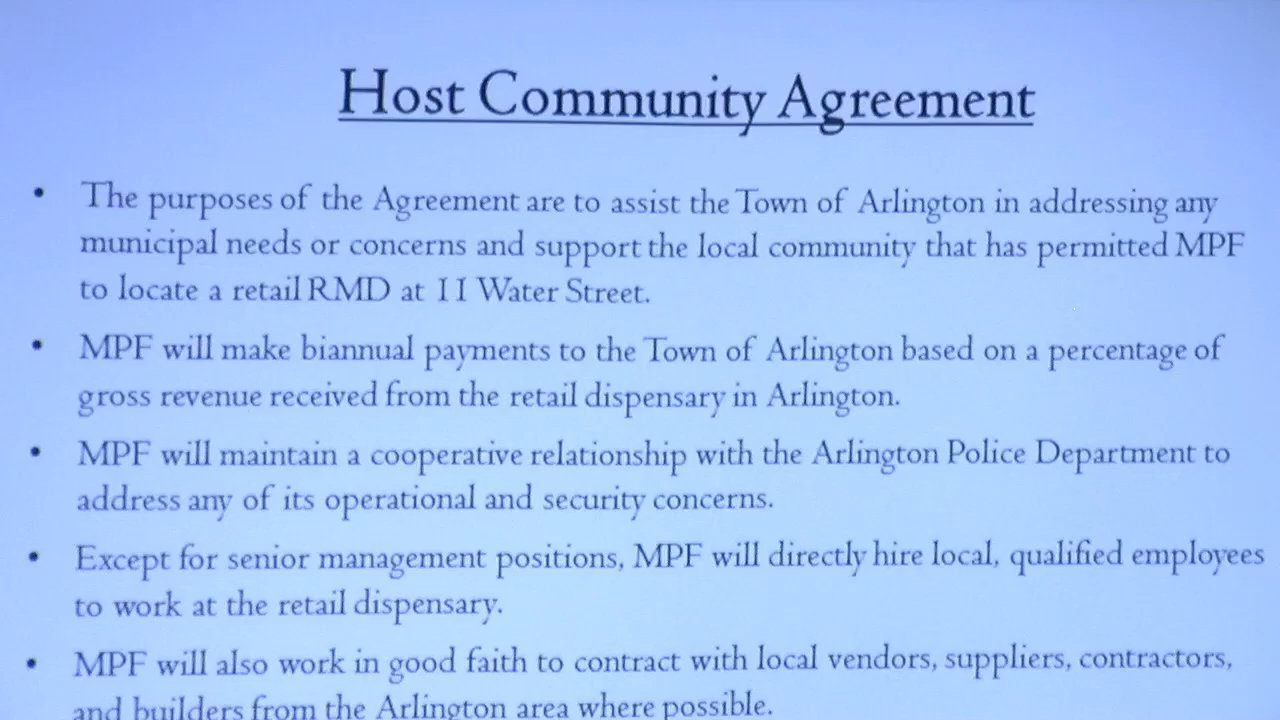 Host Community Agreement
• The purposes of the Agreement are to assist the Town of Arlington in addressing any
municipal needs or concerns and support the local community that has permitted MPF
to locate a retail RMD at 11 Water Street.
• MPF will make biannual payments to the Town of Arlington based on a percentage of
gross revenue received from the retail dispensary in Arlington.
• MPF will maintain a cooperative relationship with the Arlington Police Department to
address any of its operational and security concerns.
• Except for senior management positions, MPF will directly hire local, qualified employees
to work at the retail dispensary.
• MPF will also work in good faith to contract with local vendors, suppliers, contractors,
and builders from the Arlington area where possible.